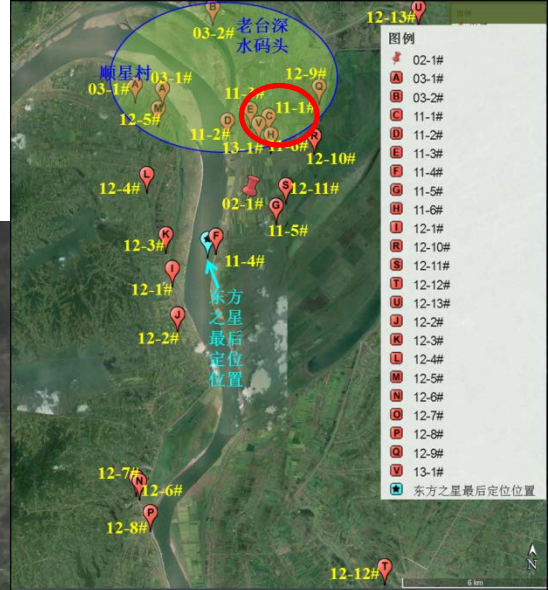 12-13#
U
B
03-2#
老台深
水码头
顺星村
03-1#
A
03-1#
A
M
12-5#
11-3#
E
C
11-1#
12-9#
Q
D
11-2#
V
H
13-1#
11-6#
R
12-10#
L
12-4#
02-1#
S
12-11#
G
11-5#
K
12-3#
F
11-4#
I
12-1#
J
12-2#
东方
之星
最后
定位
位置
N
12-7#
12-6#
P
12-8#
T
12-12#
图例
02-1#
A 03-1#
B 03-2#
C 11-1#
D 11-2#
E 11-3#
F 11-4#
G 11-5#
H 11-6#
I 12-1#
R 12-10#
S 12-11#
T 12-12#
U 12-13#
J 12-2#
K 12-3#
L 12-4#
M 12-5#
N 12-6#
O 12-7#
P 12-8#
Q 12-9#
V 13-1#
东方之星最后定位位置
N
6 km